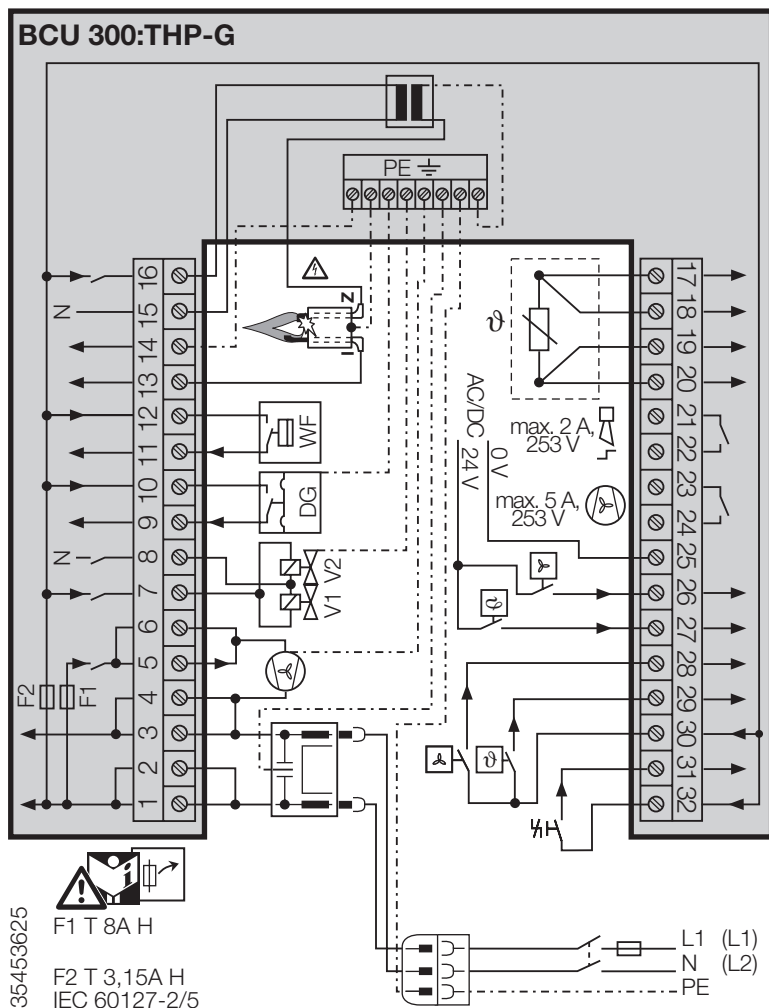 BCU 300:THP-G
PE
16
15
14
13
12
11
10
9
8
7
6
5
4
3
2
1
N
N
F2
F1
Z
I
WF
DG
V1 V2
ϑ
AC/DC 24 V
0 V
max. 2 A,
253 V
max. 5 A,
253 V
ϑ
ϑ
17
18
19
20
21
22
23
24
25
26
27
28
29
30
31
32
i
F1 T 8A H
F2 T 3,15A H
IEC 60127-2/5
35453625
L1 (L1)
N (L2)
PE